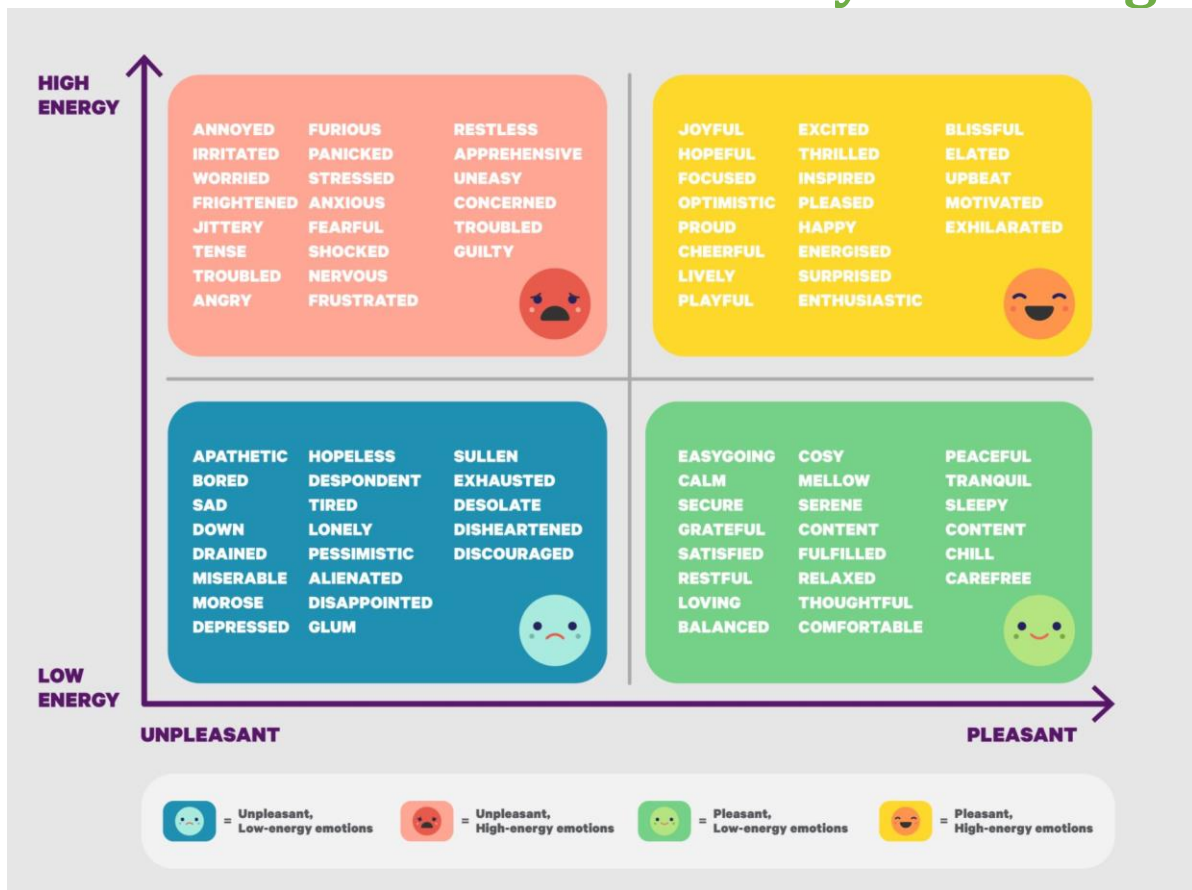 HIGH
ENERGY
ANNOYED FURIOUS RESTLESS
IRRITATED PANICKED APPREHENSIVE
WORRIED STRESSED UNEASY
FRIGHTENED ANXIOUS CONCERNED
JITTERY FEARFUL TROUBLED
TENSE SHOCKED GUILTY
TROUBLED NERVOUS
ANGRY FRUSTRATED
JOYFUL EXCITED BLISSFUL
HOPEFUL THRILLED ELATED
FOCUSED INSPIRED UPBEAT
OPTIMISTIC PLEASED MOTIVATED
PROUD HAPPY EXHILARATED
CHEERFUL ENERGISED
LIVELY SURPRISED
PLAYFUL ENTHUSIASTIC
APATHETIC HOPELESS SULLEN
BORED DESPONDENT EXHAUSTED
SAD TIRED DESOLATE
DOWN LONELY DISHEARTENED
DRAINED PESSIMISTIC DISCOURAGED
MISERABLE ALIENATED
MOROSE DISAPPOINTED
DEPRESSED GLUM
EASYGOING COSY PEACEFUL
CALM MELLOW TRANQUIL
SECURE SERENE SLEEPY
GRATEFUL CONTENT CONTENT
SATISFIED FULFILLED CHILL
RESTFUL RELAXED CAREFREE
LOVING THOUGHTFUL
BALANCED COMFORTABLE
LOW
ENERGY
UNPLEASANT PLEASANT
= Unpleasant,
Low-energy emotions
= Unpleasant,
High-energy emotions
= Pleasant,
Low-energy emotions
= Pleasant,
High-energy emotions